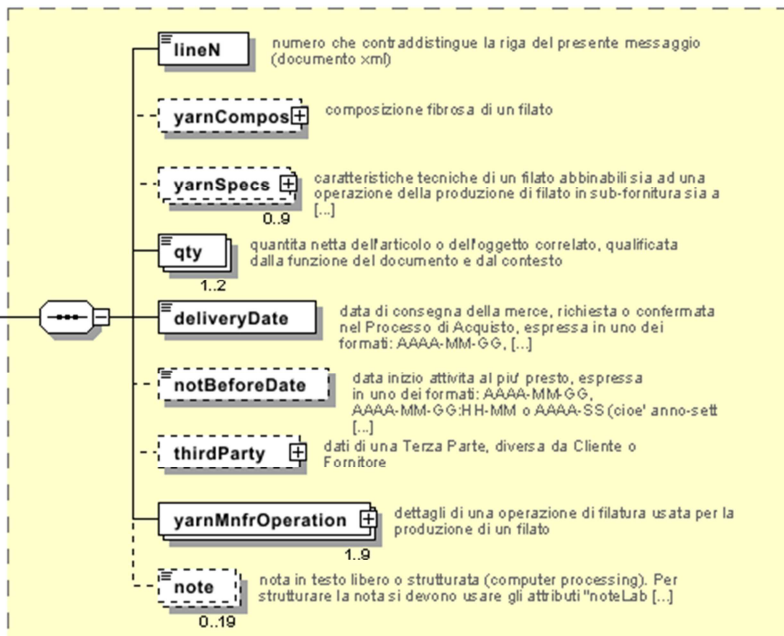 lineN
numero che contraddistingue la riga del presente messaggio
(documento xml)
yarnCompos
composizione fibrosa di un filato
yarnSpecs
0..9
caratteristiche tecniche di un filato abbinabili sia ad una
operazione della produzione di filato in sub-fornitura sia a
[...]
qty
1..2
quantita netta dell'articolo o dell'oggetto correlato, qualificata
dalla funzione del documento e dal contesto
deliveryDate
data di consegna della merce, richiesta o confermata
nel Processo di Acquisto, espressa in uno dei
formati: AAAA-MM-GG, [...]
notBeforeDate
data inizio attivita al piu' presto, espressa
in uno dei formati: AAAA-MM-GG,
AAAA-MM-GG:HH-MM o AAAA-SS (cioe' anno-sett
[...]
thirdParty
dati di una Terza Parte, diversa da Cliente o
Fornitore
yarnMnfrOperation
1..9
dettagli di una operazione di filatura usata per la
produzione di un filato
note
0..19
nota in testo libero o strutturata (computer processing). Per
strutturare la nota si devono usare gli attributi "noteLab [...]